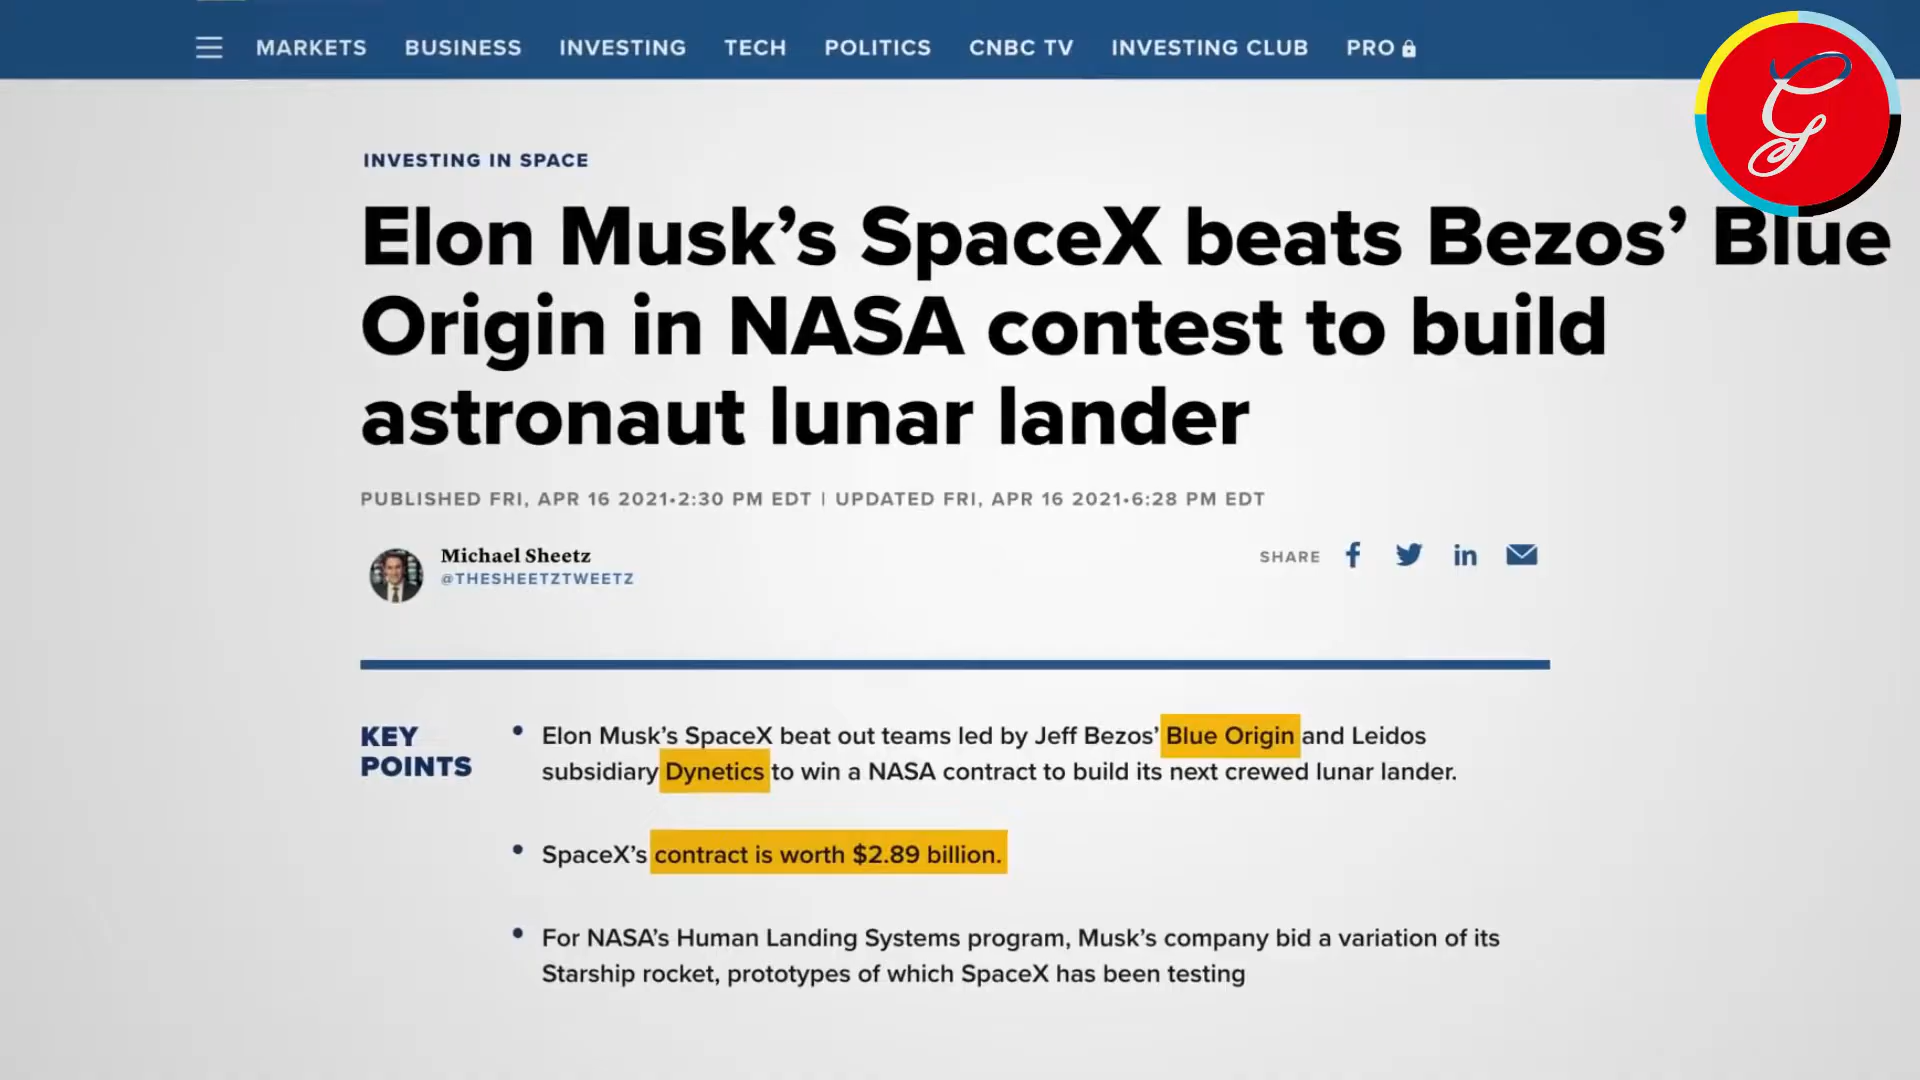 MARKETS BUSINESS INVESTING TECH POLITICS CNBC TV INVESTING CLUB PRO
G
INVESTING IN SPACE
Elon Musk’s SpaceX beats Bezos’ Blue
Origin in NASA contest to build
astronaut lunar lander
PUBLISHED FRI, APR 16 2021•2:30 PM EDT | UPDATED FRI, APR 16 2021•6:28 PM EDT
Michael Sheetz
@THESHEETZTWEETZ
SHARE f in
KEY
POINTS
• Elon Musk’s SpaceX beat out teams led by Jeff Bezos’ Blue Origin and Leidos
subsidiary Dynetics to win a NASA contract to build its next crewed lunar lander.
• SpaceX’s contract is worth $2.89 billion.
• For NASA’s Human Landing Systems program, Musk’s company bid a variation of its
Starship rocket, prototypes of which SpaceX has been testing